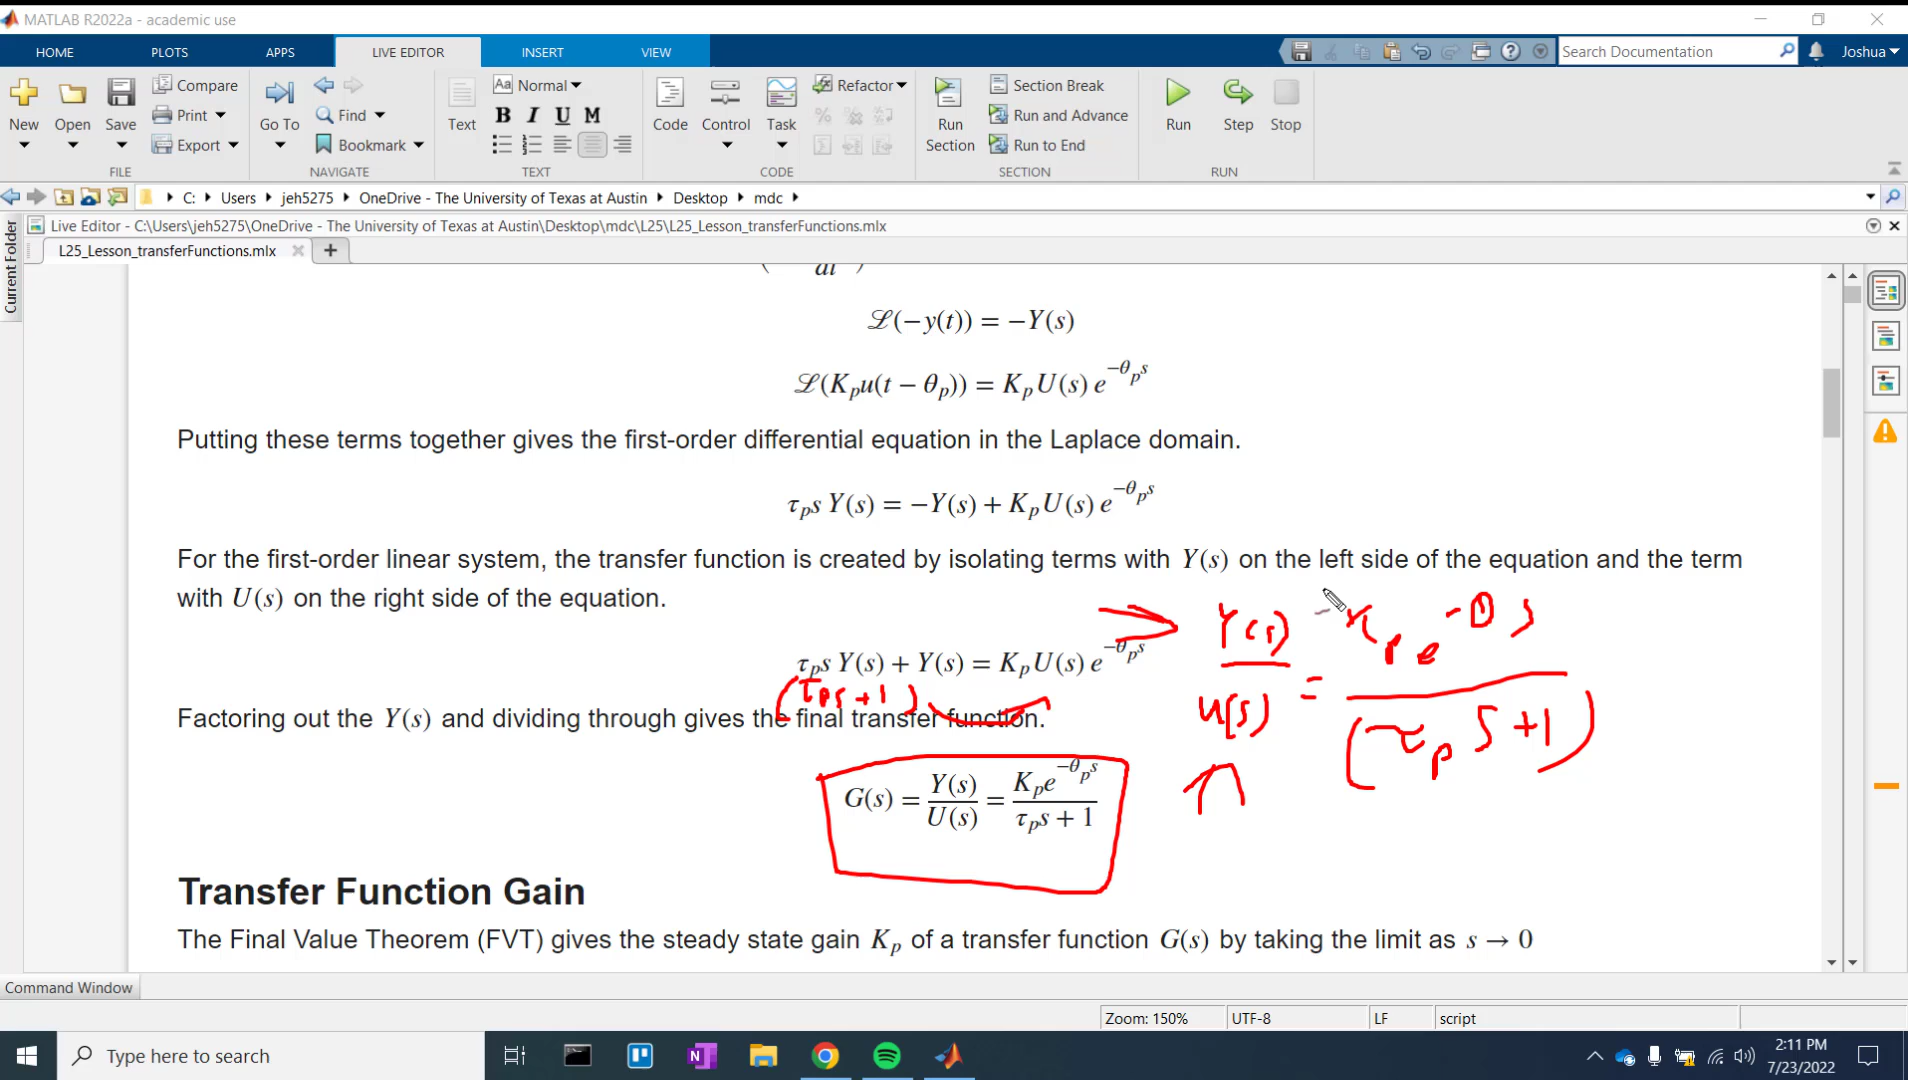 MATLAB R2022a - academic use
HOME PLOTS APPS LIVE EDITOR INSERT VIEW Search Documentation Joshua
New Open Save Compare Print Export
Go To Find Bookmark
Text Aa Normal B I U M
Code Control Task Refactor
Run Section Section Break Run and Advance Run to End
Run Step Stop
FILE NAVIGATE TEXT CODE SECTION RUN
C: Users jeh5275 OneDrive - The University of Texas at Austin Desktop mdc
Current Folder
Live Editor - C:\Users\jeh5275\OneDrive - The University of Texas at Austin\Desktop\mdc\L25\L25_Lesson_transferFunctions.mlx
L25_Lesson_transferFunctions.mlx × +
ℒ(−y(t)) = −Y(s)
ℒ(K_p u(t − θ_p)) = K_p U(s) e^{−θ_p s}
Putting these terms together gives the first-order differential equation in the Laplace domain.
τ_p s Y(s) = −Y(s) + K_p U(s) e^{−θ_p s}
For the first-order linear system, the transfer function is created by isolating terms with Y(s) on the left side of the equation and the term
with U(s) on the right side of the equation.
τ_p s Y(s) + Y(s) = K_p U(s) e^{−θ_p s}
(τ_p s + 1)
Y(s)/U(s) = K_p e^{−θ s} / (τ_p s + 1)
Factoring out the Y(s) and dividing through gives the final transfer function.
G(s) = Y(s)/U(s) = K_p e^{−θ_p s} / τ_p s + 1
Transfer Function Gain
The Final Value Theorem (FVT) gives the steady state gain K_p of a transfer function G(s) by taking the limit as s → 0
Command Window
Zoom: 150% UTF-8 LF script
Type here to search
2:11 PM
7/23/2022